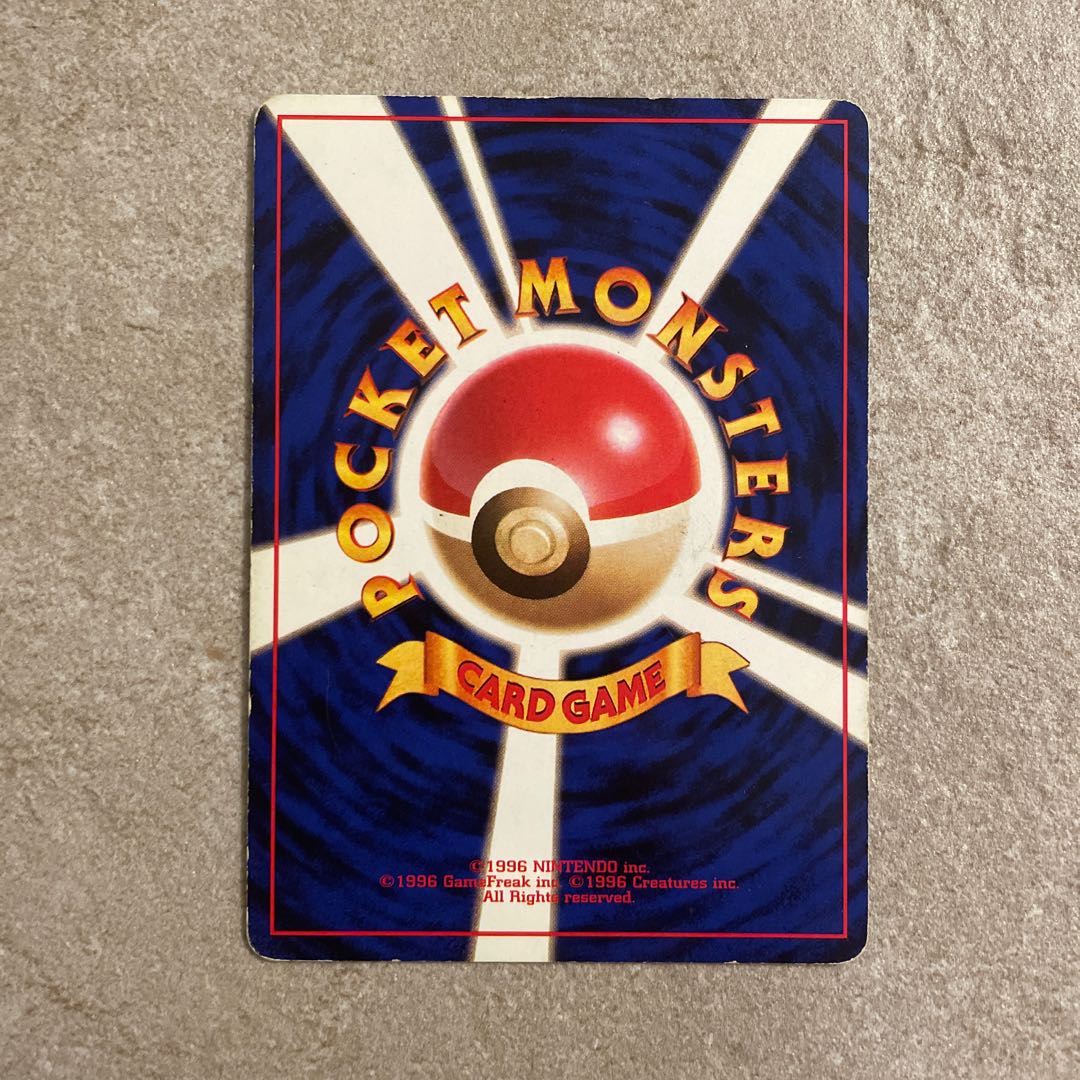 POCKET MONSTERS
CARD GAME
©1996 NINTENDO inc.
©1996 GameFreak inc. ©1996 Creatures inc.
All Rights reserved.